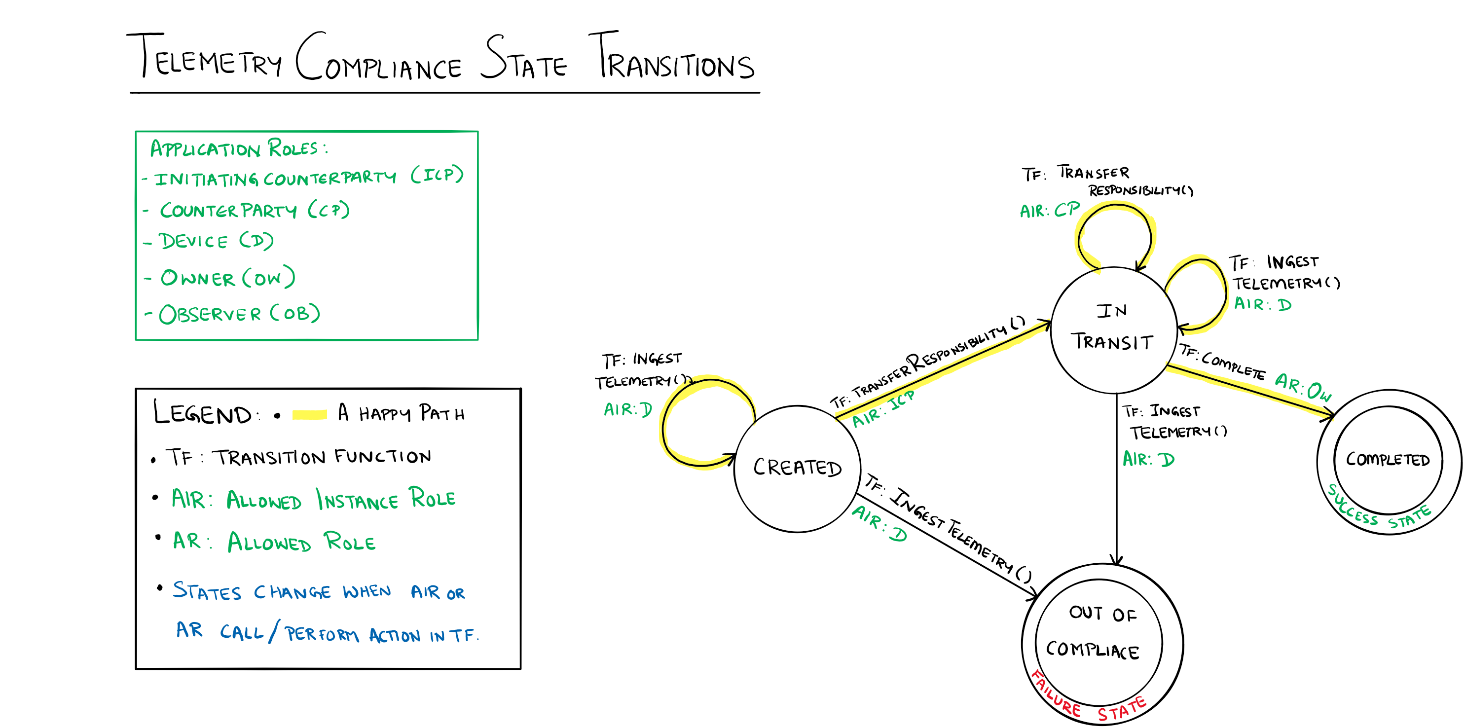 TELEMETRY COMPLIANCE STATE TRANSITIONS
APPLICATION ROLES:
- INITIATING COUNTERPARTY (ICP)
- COUNTERPARTY (CP)
- DEVICE (D)
- OWNER (OW)
- OBSERVER (OB)
LEGEND: • A HAPPY PATH
• TF: TRANSITION FUNCTION
• AIR: ALLOWED INSTANCE ROLE
• AR: ALLOWED ROLE
• STATES CHANGE WHEN AIR OR
AR CALL/PERFORM ACTION IN TF.
TF: INGEST
TELEMETRY()
AIR: D
CREATED
TF: TRANSFERRESPONSIBILITY()
AIR: ICP
TF: INGESTTELEMETRY()
AIR: D
TF: TRANSFER
RESPONSIBILITY()
AIR: CP
TF: INGEST
TELEMETRY()
AIR: D
IN
TRANSIT
TF: COMPLETE AR: OW
TF: INGEST
TELEMETRY()
AIR: D
COMPLETED
SUCCESS STATE
OUT OF
COMPLIACE
FAILURE STATE